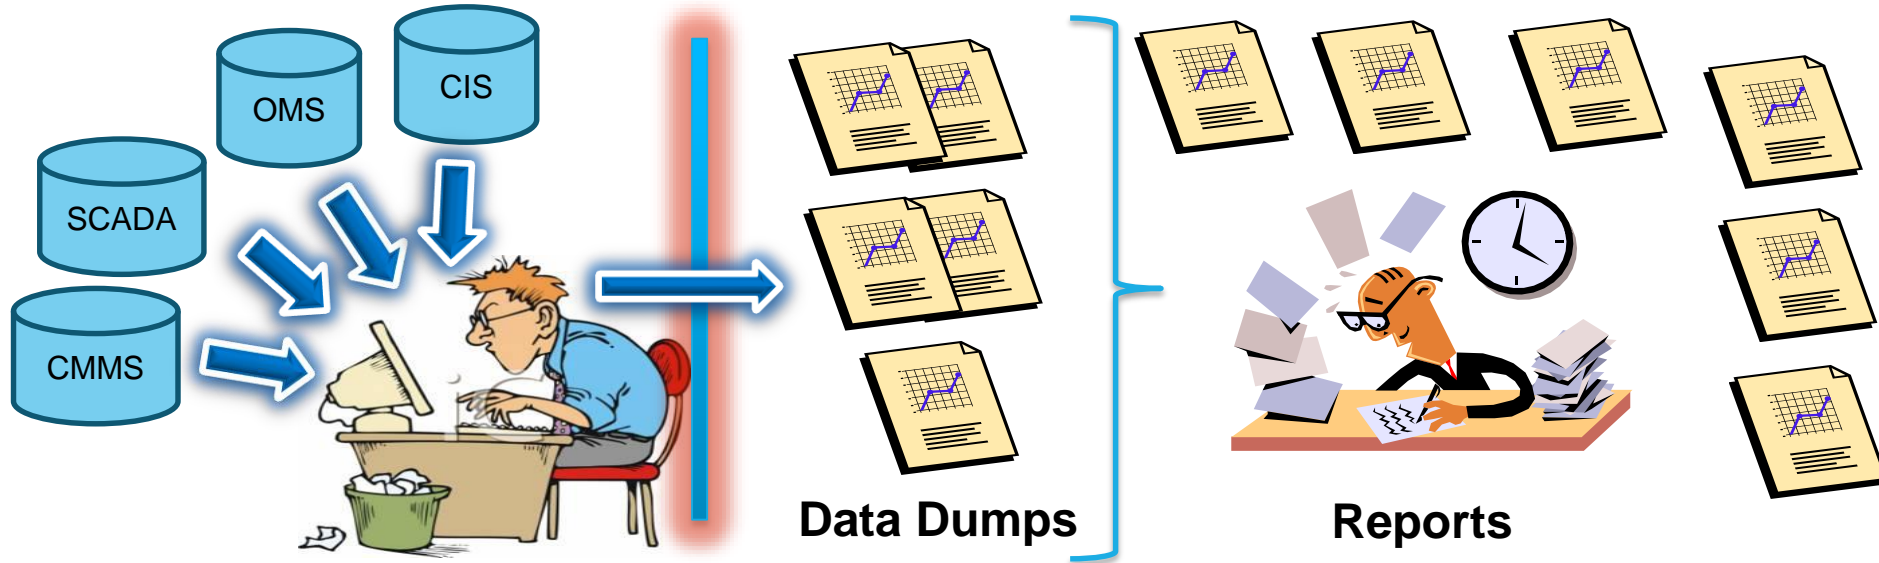 CIS
OMS
SCADA
CMMS
Data Dumps
Reports